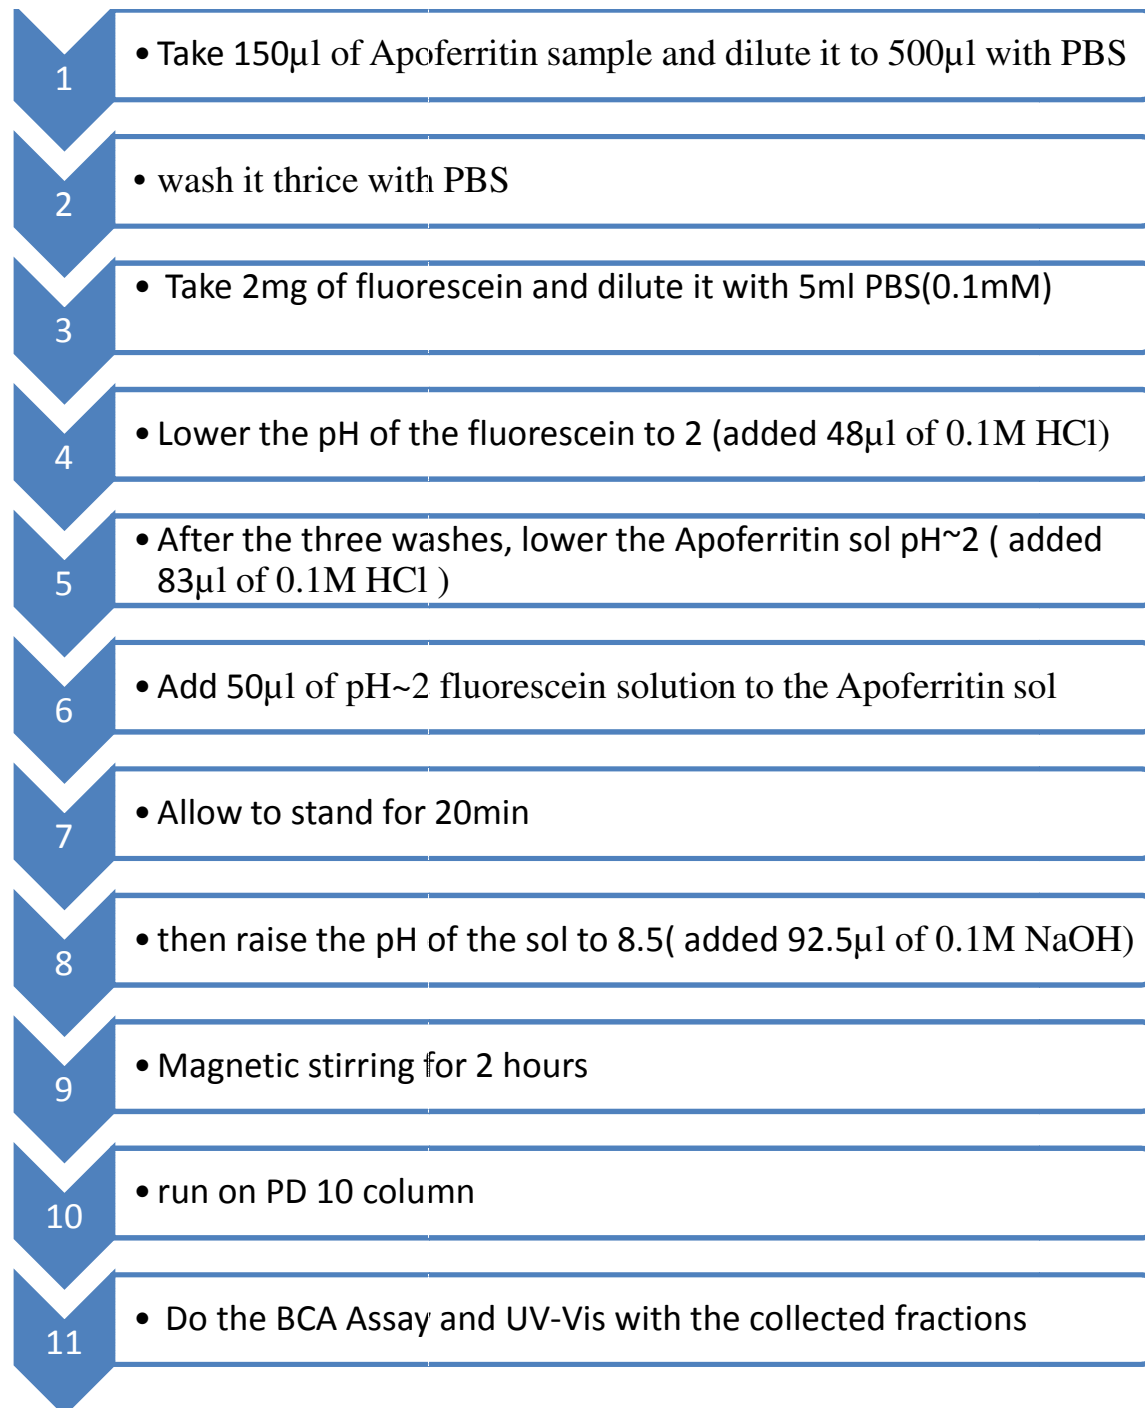 1
• Take 150µl of Apoferritin sample and dilute it to 500µl with PBS
2
• wash it thrice with PBS
3
• Take 2mg of fluorescein and dilute it with 5ml PBS(0.1mM)
4
• Lower the pH of the fluorescein to 2 (added 48µl of 0.1M HCl)
5
• After the three washes, lower the Apoferritin sol pH~2 ( added
83µl of 0.1M HCl )
6
• Add 50µl of pH~2 fluorescein solution to the Apoferritin sol
7
• Allow to stand for 20min
8
• then raise the pH of the sol to 8.5( added 92.5µl of 0.1M NaOH)
9
• Magnetic stirring for 2 hours
10
• run on PD 10 column
11
• Do the BCA Assay and UV-Vis with the collected fractions